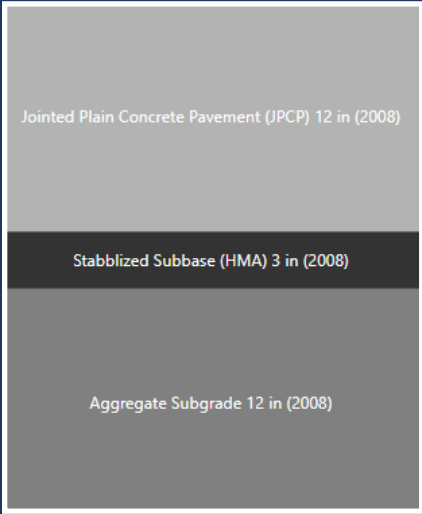 Jointed Plain Concrete Pavement (JPCP) 12 in (2008)
Stabblized Subbase (HMA) 3 in (2008)
Aggregate Subgrade 12 in (2008)